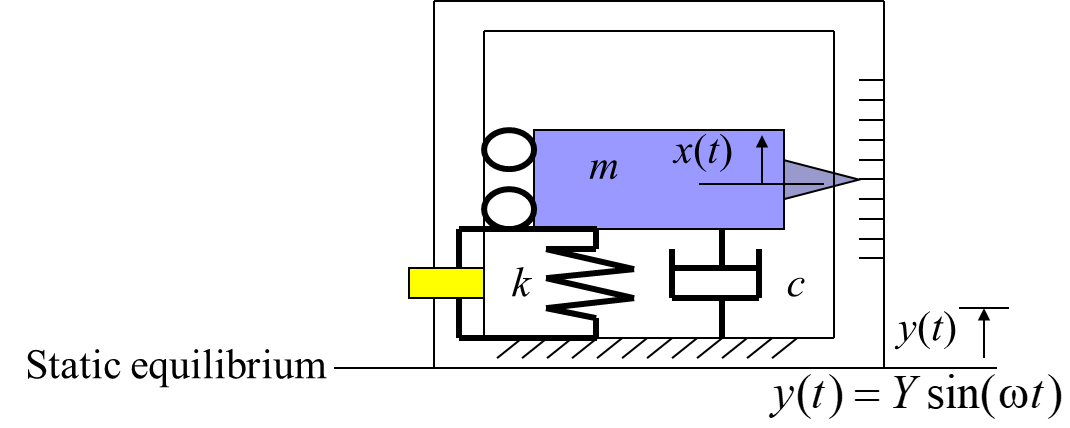 x(t)
m
k
c
y(t)
Static equilibrium
y(t) = Y sin(ωt)